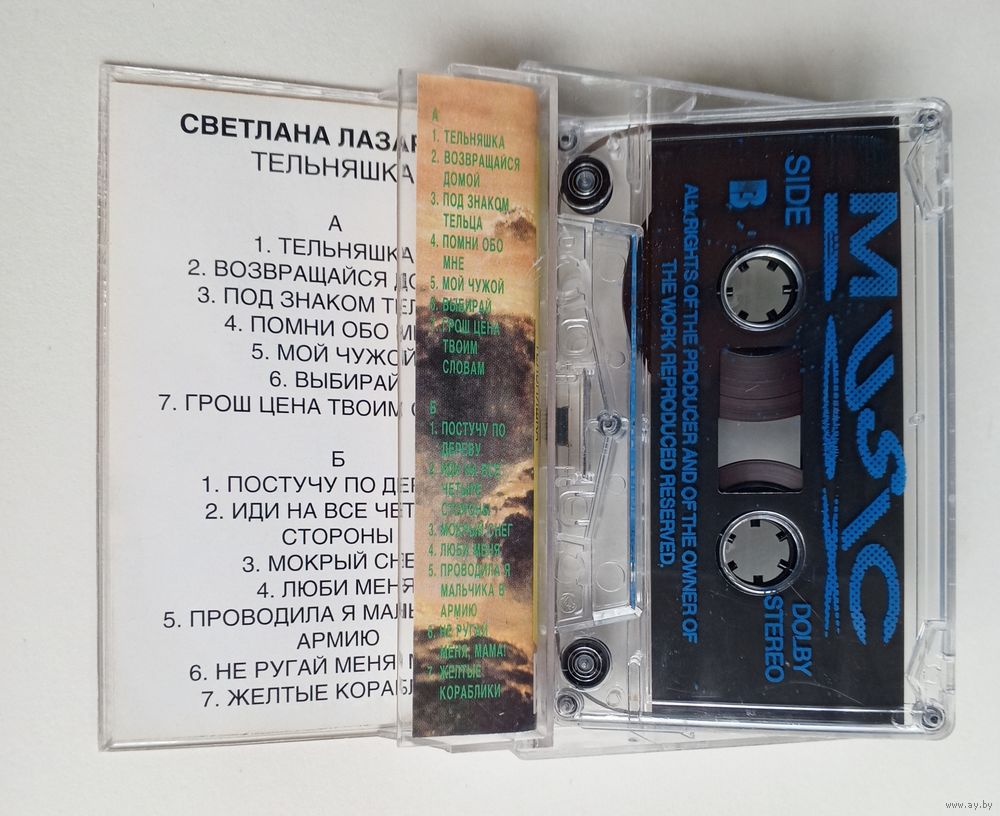 СВЕТЛАНА ЛАЗАР
ТЕЛЬНЯШКА
А
1. ТЕЛЬНЯШКА
2. ВОЗВРАЩАЙСЯ ДО
3. ПОД ЗНАКОМ ТЕЛ
4. ПОМНИ ОБО М
5. МОЙ ЧУЖОЙ
6. ВЫБИРАЙ
7. ГРОШ ЦЕНА ТВОИМ С
Б
1. ПОСТУЧУ ПО ДЕР
2. ИДИ НА ВСЕ ЧЕТ
СТОРОНЫ
3. МОКРЫЙ СНЕ
4. ЛЮБИ МЕНЯ
5. ПРОВОДИЛА Я МАЛЬ
АРМИЮ
6. НЕ РУГАЙ МЕНЯ М
7. ЖЕЛТЫЕ КОРАБЛ
А
1. ТЕЛЬНЯШКА
2. ВОЗВРАЩАЙСЯ
ДОМОЙ
3. ПОД ЗНАКОМ
ТЕЛЬЦА
4. ПОМНИ ОБО
МНЕ
5. МОЙ ЧУЖОЙ
6. ВЫБИРАЙ
7. ГРОШ ЦЕНА
ТВОИМ
СЛОВАМ
Б
1. ПОСТУЧУ ПО
ДЕРЕВУ
2. ИДИ НА ВСЕ
ЧЕТЫРЕ
СТОРОНЫ
3. МОКРЫЙ СНЕГ
4. ЛЮБИ МЕНЯ
5. ПРОВОДИЛА Я
МАЛЬЧИКА В
АРМИЮ
6. НЕ РУГАЙ
МЕНЯ, МАМА!
7. ЖЕЛТЫЕ
КОРАБЛИКИ
MUSIC
SIDE
B
ALL RIGHTS OF THE PRODUCER AND OF THE OWNER OF
THE WORK REPRODUCED RESERVED,
DOLBY
STEREO
www.ay.by